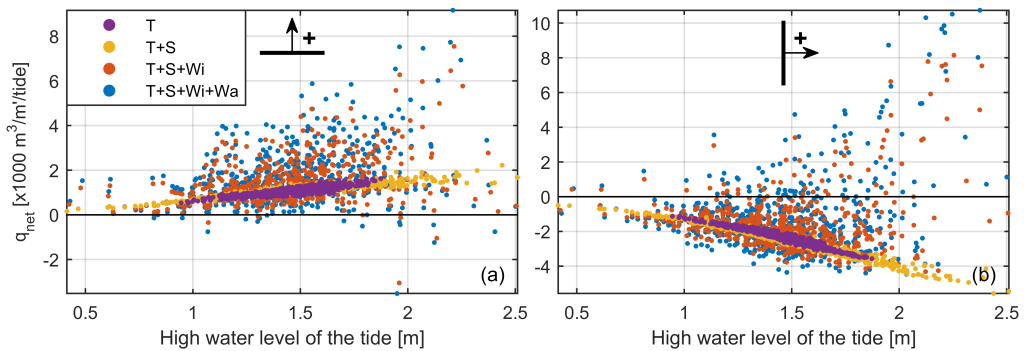 8
6
4
2
0
-2
q_net [x1000 m³/m'/tide]
T
T+S
T+S+Wi
T+S+Wi+Wa
+
(a)
0.5 1 1.5 2 2.5
High water level of the tide [m]
10
8
6
4
2
0
-2
-4
+
(b)
0.5 1 1.5 2 2.5
High water level of the tide [m]